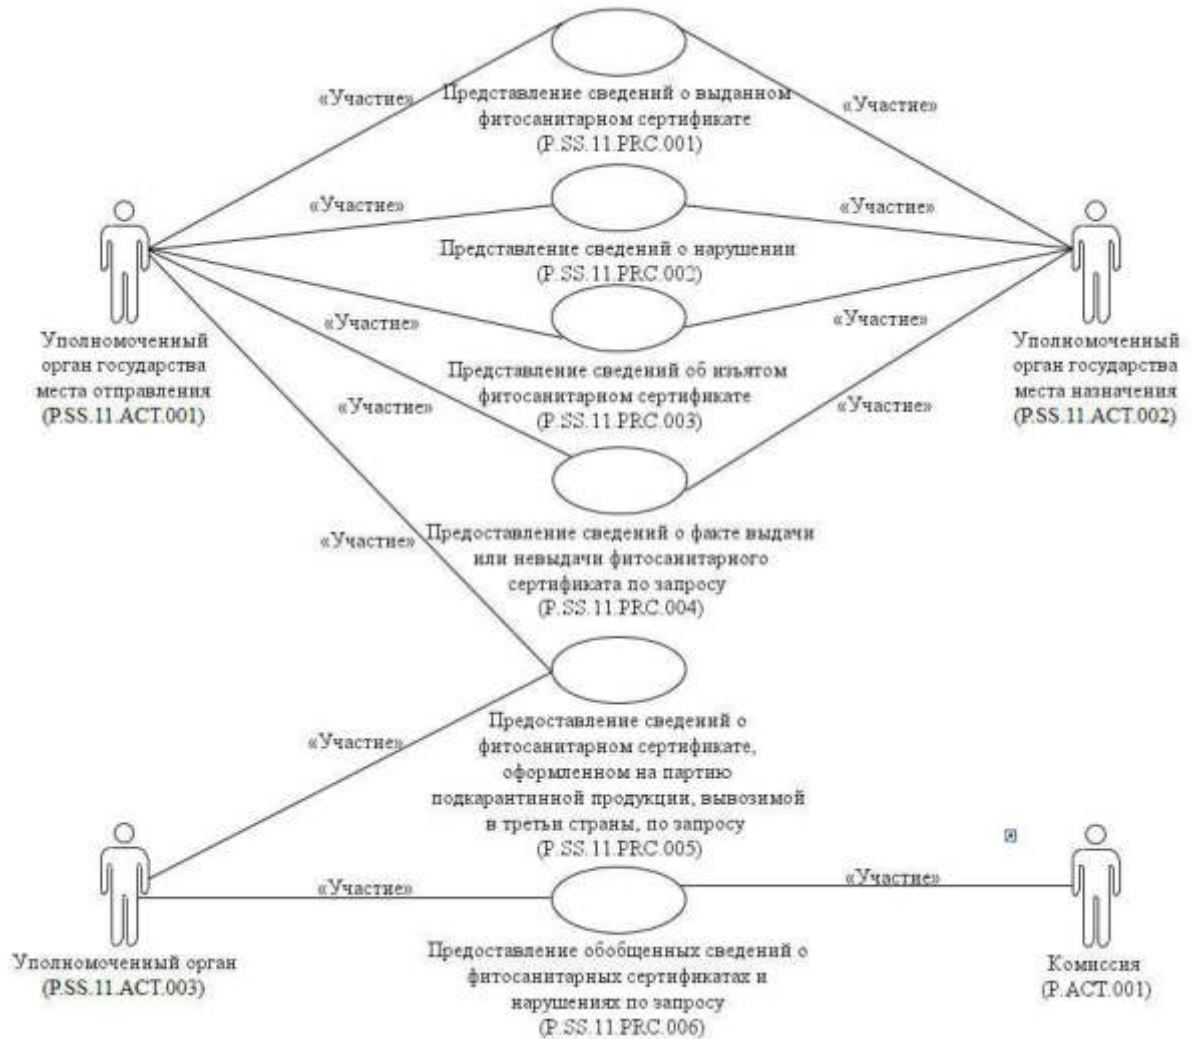 «Участие»
Представление сведений о выданном
фитосанитарном сертификате
(P.SS.11.PRC.001)
«Участие»
«Участие»
Представление сведений о нарушении
(P.SS.11.PRC.002)
«Участие»
«Участие»
Представление сведений об изъятом
фитосанитарном сертификате
(P.SS.11.PRC.003)
«Участие»
Уполномоченный
орган государства
места отправления
(P.SS.11.ACT.001)
Уполномоченный
орган государства
места назначения
(P.SS.11.ACT.002)
«Участие»
«Участие»
«Участие»
Предоставление сведений о факте выдачи
или невыдачи фитосанитарного
сертификата по запросу
(P.SS.11.PRC.004)
«Участие»
Предоставление сведений о
фитосанитарном сертификате,
оформленном на партию
подкарантинной продукции, вывозимой
в третьи страны, по запросу
(P.SS.11.PRC.005)
«Участие»
«Участие»
Уполномоченный орган
(P.SS.11.ACT.003)
Предоставление обобщенных сведений о
фитосанитарных сертификатах и
нарушениях по запросу
(P.SS.11.PRC.006)
Комиссия
(P.ACT.001)